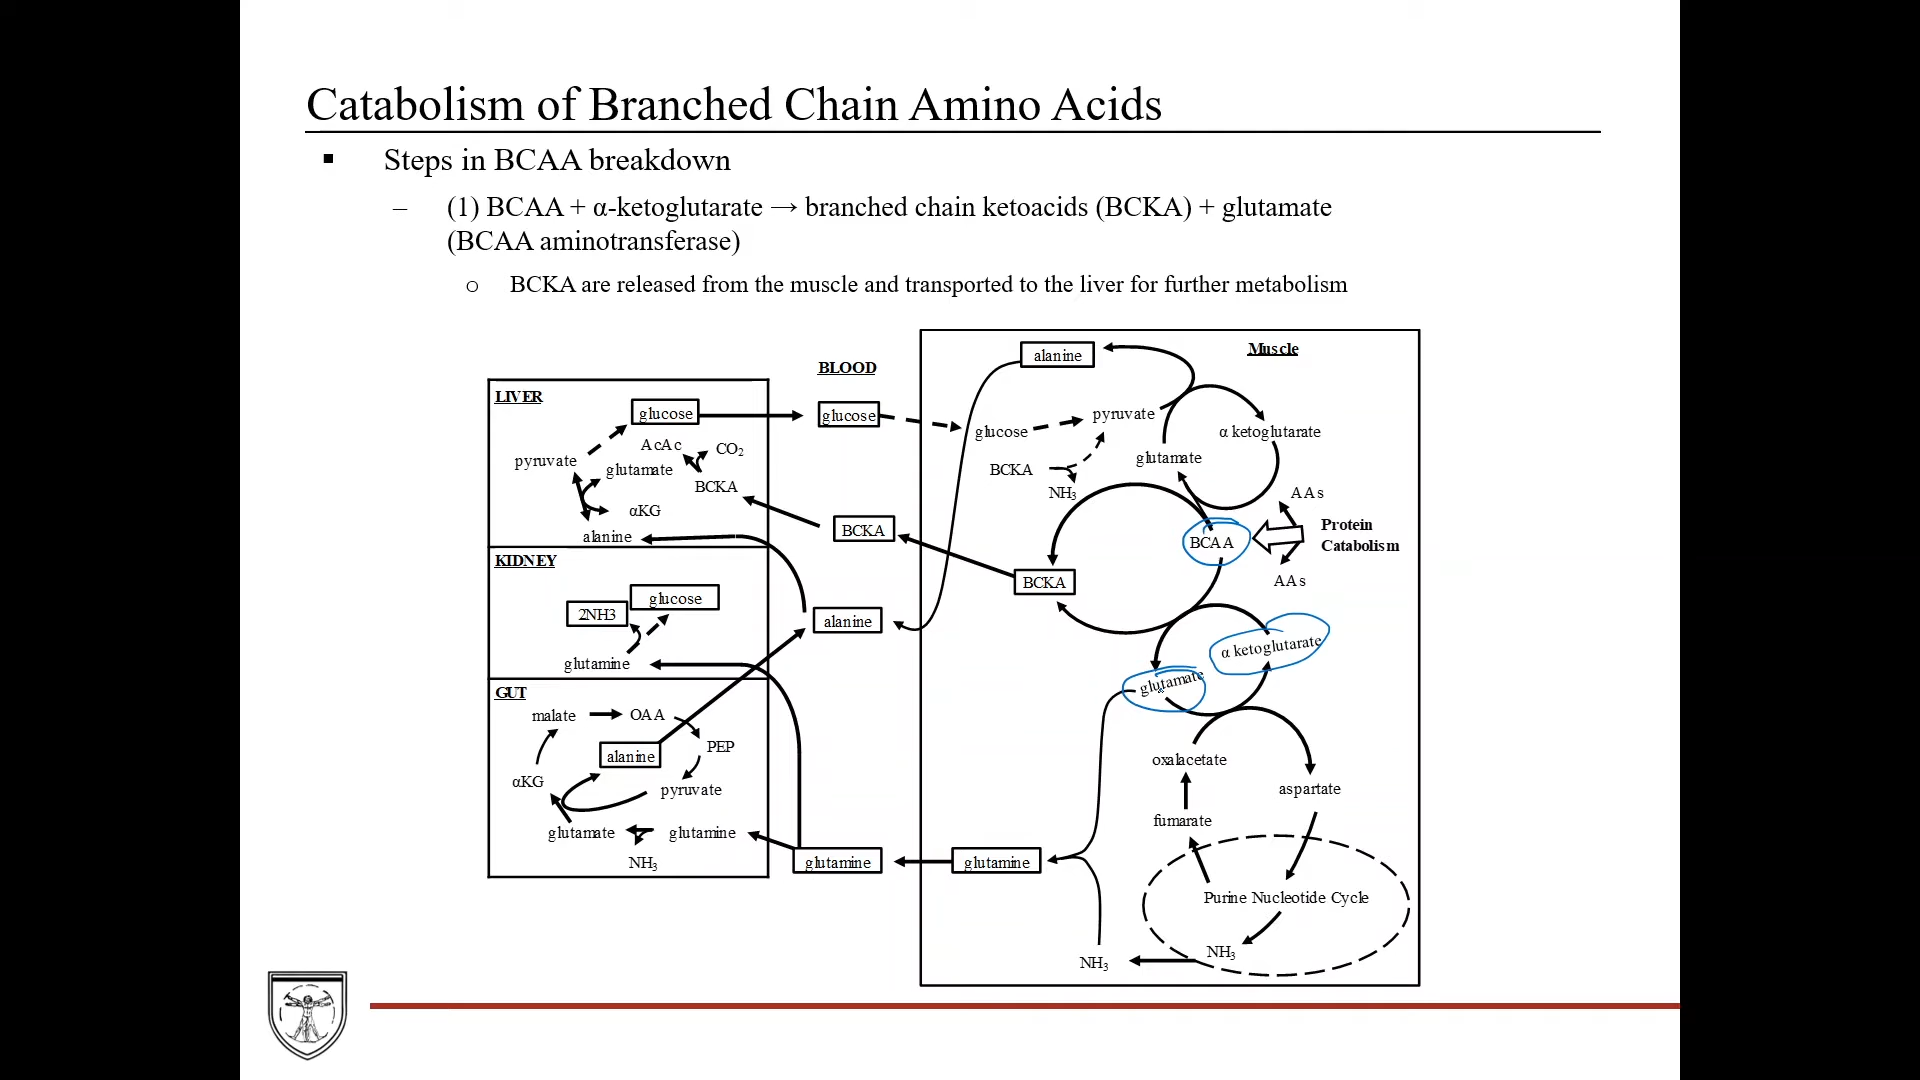 Catabolism of Branched Chain Amino Acids
▪ Steps in BCAA breakdown
– (1) BCAA + α-ketoglutarate → branched chain ketoacids (BCKA) + glutamate
(BCAA aminotransferase)
o BCKA are released from the muscle and transported to the liver for further metabolism
LIVER
glucose
AcAc
CO₂
pyruvate
glutamate
BCKA
αKG
alanine
KIDNEY
glucose
2NH3
glutamine
GUT
malate
OAA
PEP
alanine
αKG
pyruvate
glutamate
glutamine
NH₃
BLOOD
glucose
BCKA
alanine
glutamine
Muscle
alanine
pyruvate
glucose
α ketoglutarate
glutamate
BCKA
NH₃
AAs
Protein
Catabolism
BCAA
BCKA
AAs
α ketoglutarate
glutamate
oxalacetate
aspartate
fumarate
glutamine
Purine Nucleotide Cycle
NH₃
NH₃